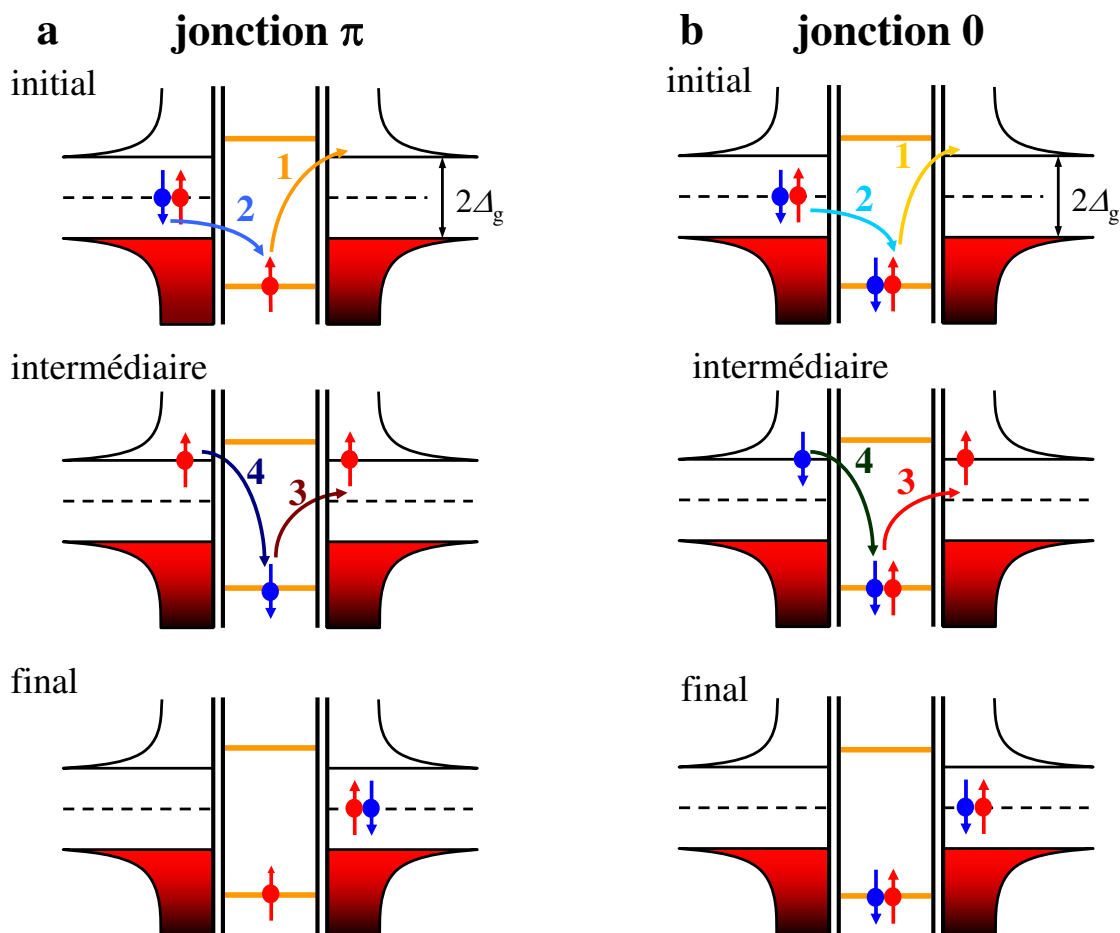 a jonction π
initial
1
2
2Δg
intermédiaire
4
3
final
b jonction 0
initial
1
2
2Δg
intermédiaire
4
3
final